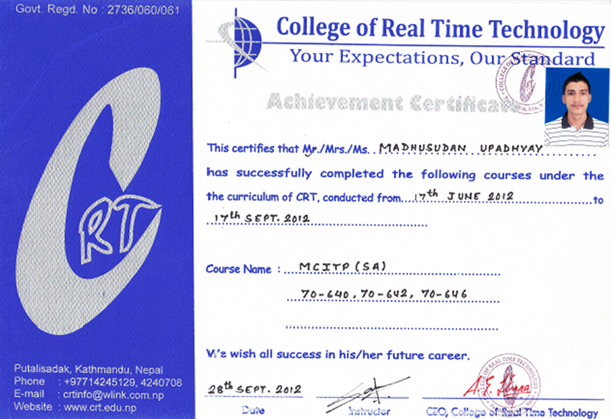 Govt. Regd. No : 2736/060/061
CRT
Putalisadak, Kathmandu, Nepal
Phone : +97714245129, 4240706
E-mail : crtinfo@wlink.com.np
Website : www.crt.edu.np
College of Real Time Technology
Your Expectations, Our Standard
Achievement Certificate
This certifies that Mr./Mrs./Ms. MADHUSUDAN UPADHYAY
has successfully completed the following courses under the
the curriculum of CRT, conducted from 17th JUNE 2012 to
17th SEPT. 2012
Course Name : MCITP (SA)
70-640, 70-642, 70-646
We wish all success in his/her future career.
28th SEPT. 2012
Date Instructor CEO, College of Real Time Technology